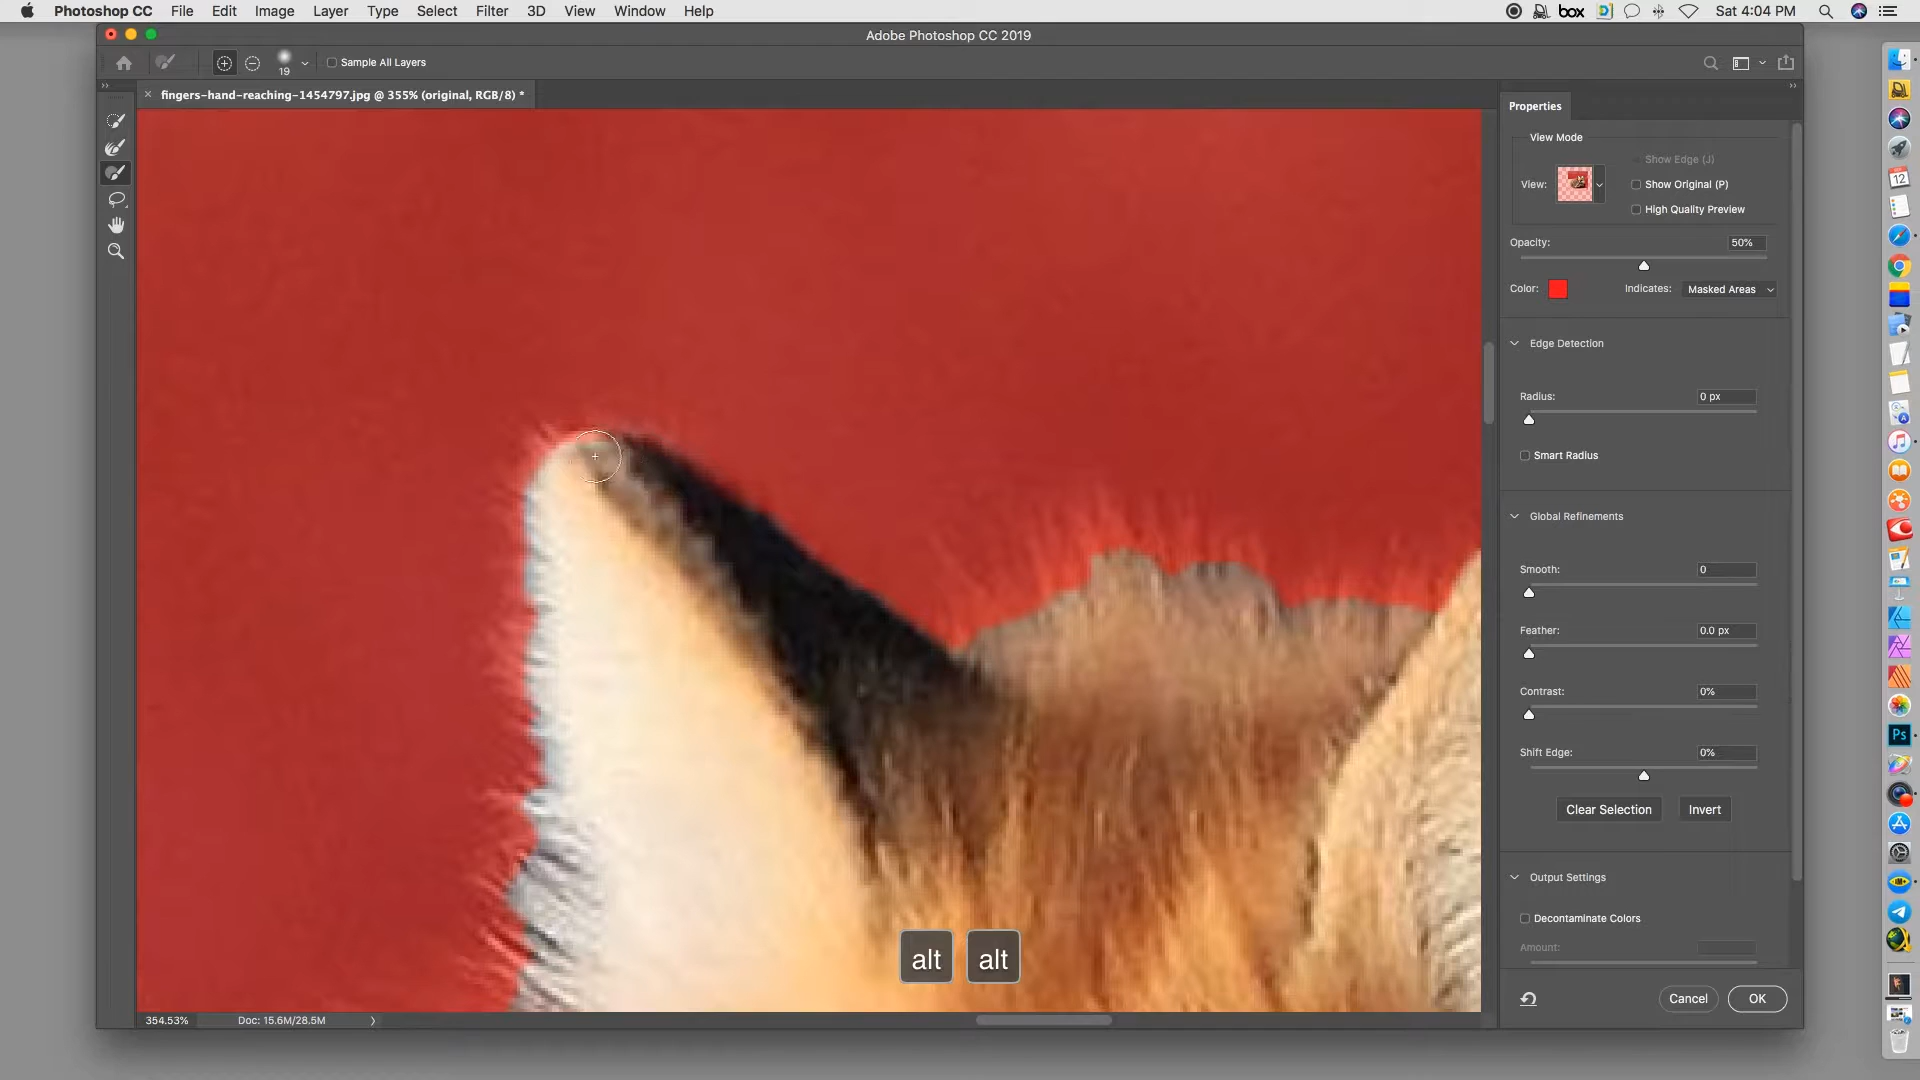 Photoshop CC File Edit Image Layer Type Select Filter 3D View Window Help box Sat 4:04 PM
Adobe Photoshop CC 2019
19 Sample All Layers
× fingers-hand-reaching-1454797.jpg @ 355% (original, RGB/8) *
Properties
View Mode
Show Edge (J)
View: Show Original (P)
High Quality Preview
Opacity: 50%
Color: Indicates: Masked Areas
Edge Detection
Radius: 0 px
Smart Radius
Global Refinements
Smooth: 0
Feather: 0.0 px
Contrast: 0%
Shift Edge: 0%
Clear Selection Invert
Output Settings
Decontaminate Colors
Amount:
alt alt
Cancel OK
354.53% Doc: 15.6M/28.5M
12
Ps